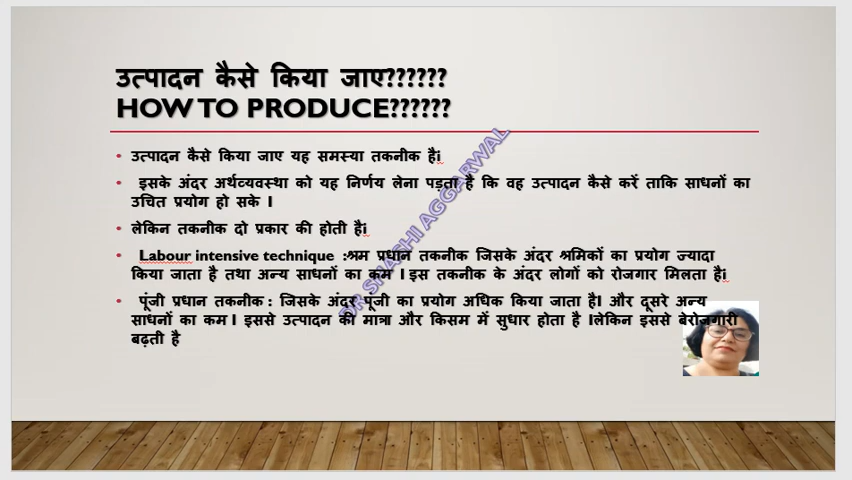 उत्पादन कैसे किया जाए??????
HOW TO PRODUCE??????
• उत्पादन कैसे किया जाए यह समस्या तकनीक है।
• इसके अंदर अर्थव्यवस्था को यह निर्णय लेना पड़ता है कि वह उत्पादन कैसे करें ताकि साधनों का
उचित प्रयोग हो सके ।
• लेकिन तकनीक दो प्रकार की होती है।
• Labour intensive technique :श्रम प्रधान तकनीक जिसके अंदर श्रमिकों का प्रयोग ज्यादा
किया जाता है तथा अन्य साधनों का कम । इस तकनीक के अंदर लोगों को रोजगार मिलता है।
• पूंजी प्रधान तकनीक : जिसके अंदर पूंजी का प्रयोग अधिक किया जाता है। और दूसरे अन्य
साधनों का कम । इससे उत्पादन की मात्रा और किसम में सुधार होता है ।लेकिन इससे बेरोजगारी
बढ़ती है
DR SHASHI AGGARWAL